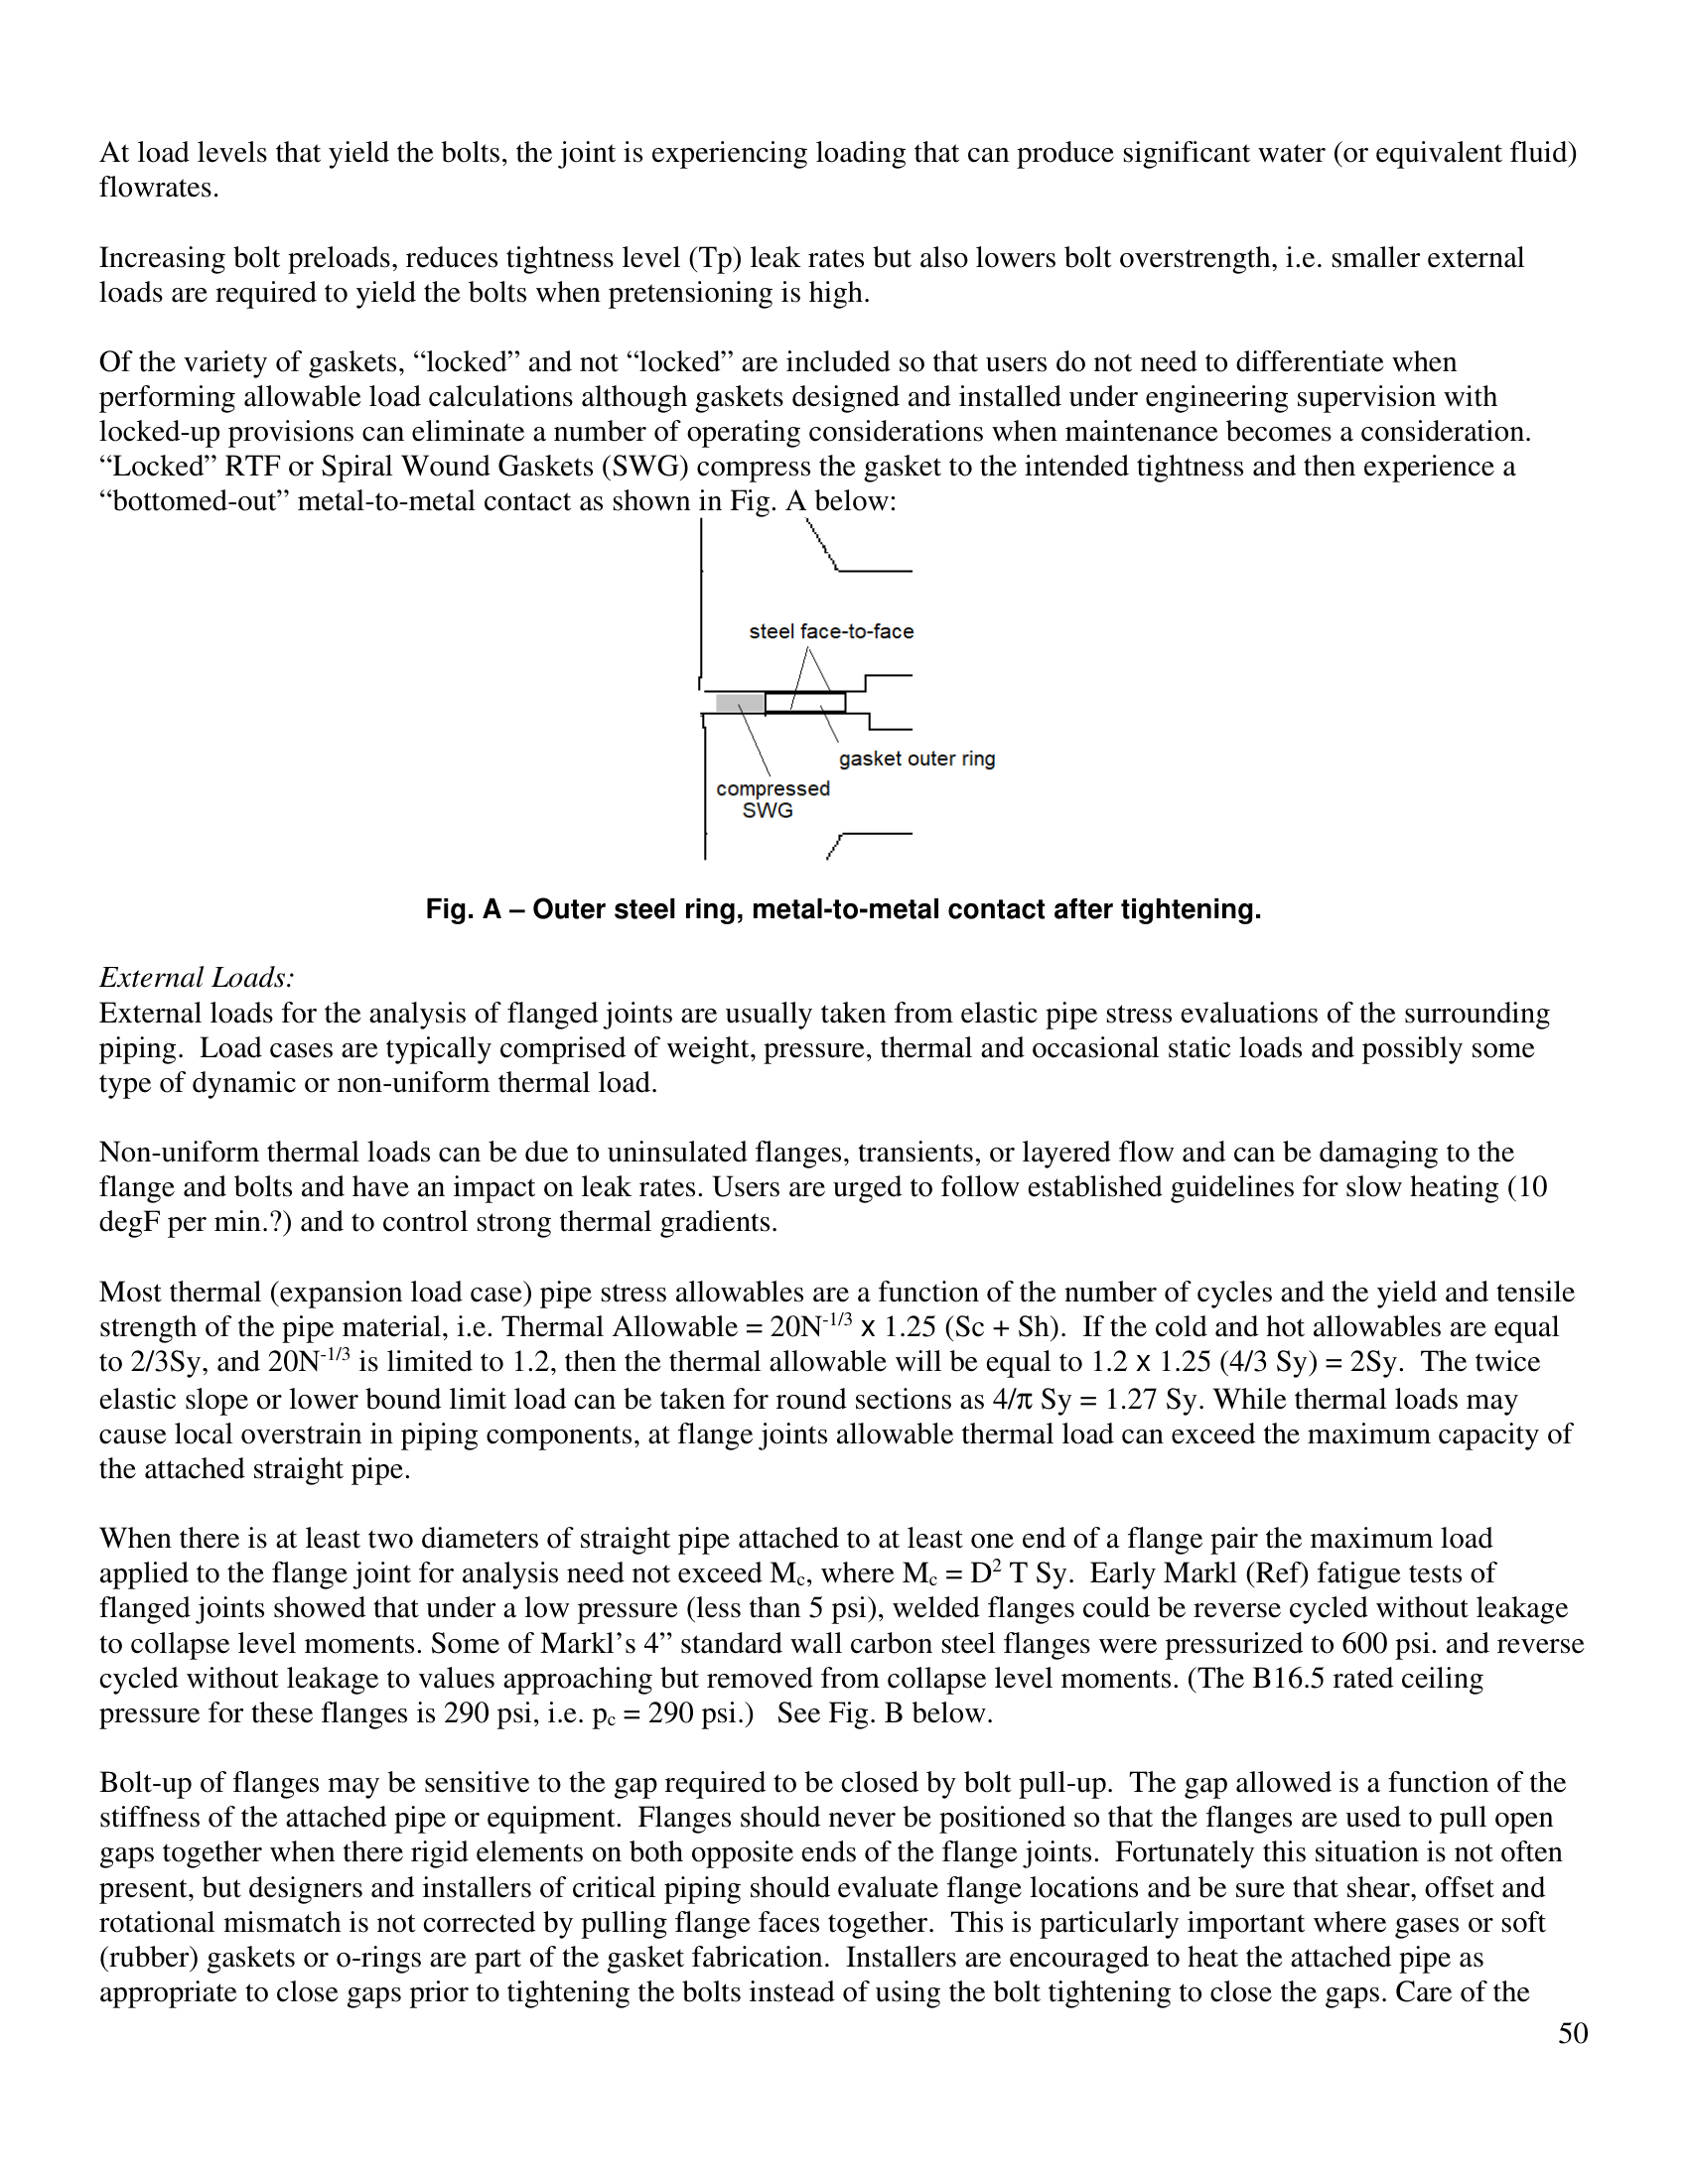 At load levels that yield the bolts, the joint is experiencing loading that can produce significant water (or equivalent fluid)
flowrates.
Increasing bolt preloads, reduces tightness level (Tp) leak rates but also lowers bolt overstrength, i.e. smaller external
loads are required to yield the bolts when pretensioning is high.
Of the variety of gaskets, “locked” and not “locked” are included so that users do not need to differentiate when
performing allowable load calculations although gaskets designed and installed under engineering supervision with
locked-up provisions can eliminate a number of operating considerations when maintenance becomes a consideration.
“Locked” RTF or Spiral Wound Gaskets (SWG) compress the gasket to the intended tightness and then experience a
“bottomed-out” metal-to-metal contact as shown in Fig. A below:
steel face-to-face
gasket outer ring
compressed
SWG
Fig. A – Outer steel ring, metal-to-metal contact after tightening.
External Loads:
External loads for the analysis of flanged joints are usually taken from elastic pipe stress evaluations of the surrounding
piping.  Load cases are typically comprised of weight, pressure, thermal and occasional static loads and possibly some
type of dynamic or non-uniform thermal load.
Non-uniform thermal loads can be due to uninsulated flanges, transients, or layered flow and can be damaging to the
flange and bolts and have an impact on leak rates. Users are urged to follow established guidelines for slow heating (10
degF per min.?) and to control strong thermal gradients.
Most thermal (expansion load case) pipe stress allowables are a function of the number of cycles and the yield and tensile
strength of the pipe material, i.e. Thermal Allowable = 20N-1/3 x 1.25 (Sc + Sh).  If the cold and hot allowables are equal
to 2/3Sy, and 20N-1/3 is limited to 1.2, then the thermal allowable will be equal to 1.2 x 1.25 (4/3 Sy) = 2Sy.  The twice
elastic slope or lower bound limit load can be taken for round sections as 4/π Sy = 1.27 Sy. While thermal loads may
cause local overstrain in piping components, at flange joints allowable thermal load can exceed the maximum capacity of
the attached straight pipe.
When there is at least two diameters of straight pipe attached to at least one end of a flange pair the maximum load
applied to the flange joint for analysis need not exceed Mc, where Mc = D2 T Sy.  Early Markl (Ref) fatigue tests of
flanged joints showed that under a low pressure (less than 5 psi), welded flanges could be reverse cycled without leakage
to collapse level moments. Some of Markl’s 4” standard wall carbon steel flanges were pressurized to 600 psi. and reverse
cycled without leakage to values approaching but removed from collapse level moments. (The B16.5 rated ceiling
pressure for these flanges is 290 psi, i.e. pc = 290 psi.)   See Fig. B below.
Bolt-up of flanges may be sensitive to the gap required to be closed by bolt pull-up.  The gap allowed is a function of the
stiffness of the attached pipe or equipment.  Flanges should never be positioned so that the flanges are used to pull open
gaps together when there rigid elements on both opposite ends of the flange joints.  Fortunately this situation is not often
present, but designers and installers of critical piping should evaluate flange locations and be sure that shear, offset and
rotational mismatch is not corrected by pulling flange faces together.  This is particularly important where gases or soft
(rubber) gaskets or o-rings are part of the gasket fabrication.  Installers are encouraged to heat the attached pipe as
appropriate to close gaps prior to tightening the bolts instead of using the bolt tightening to close the gaps. Care of the
50